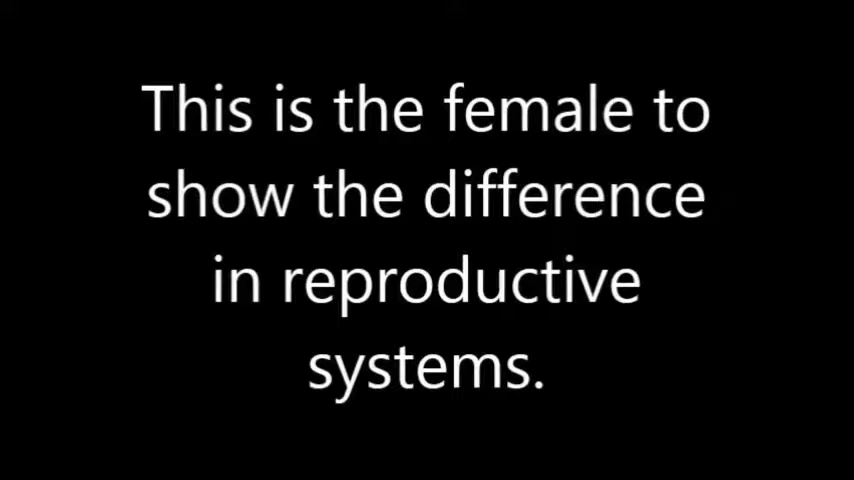 This is the female to
show the difference
in reproductive
systems.